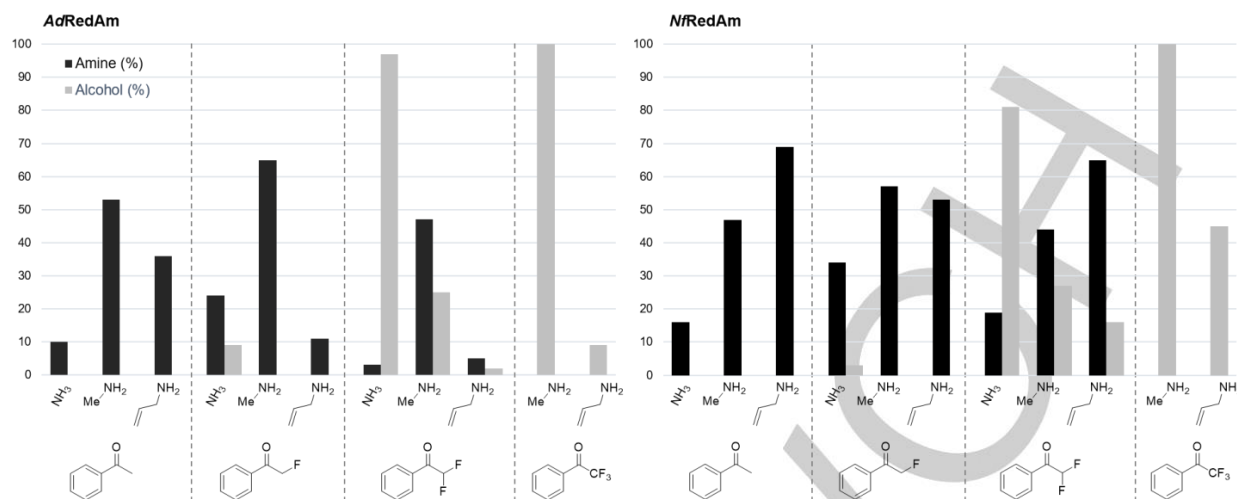 AdRedAm
100
90
80
70
60
50
40
30
20
10
0
Amine (%)
Alcohol (%)
NH3
Me NH2
NH2
NH3
Me NH2
NH2
NH3
Me NH2
NH2
Me NH2
NH2
O
O
F
O
F
F
O
CF3
NfRedAm
100
90
80
70
60
50
40
30
20
10
0
NH3
Me NH2
NH2
NH3
Me NH2
NH2
NH3
Me NH2
NH2
Me NH2
NH
O
O
F
O
F
F
O
CF3